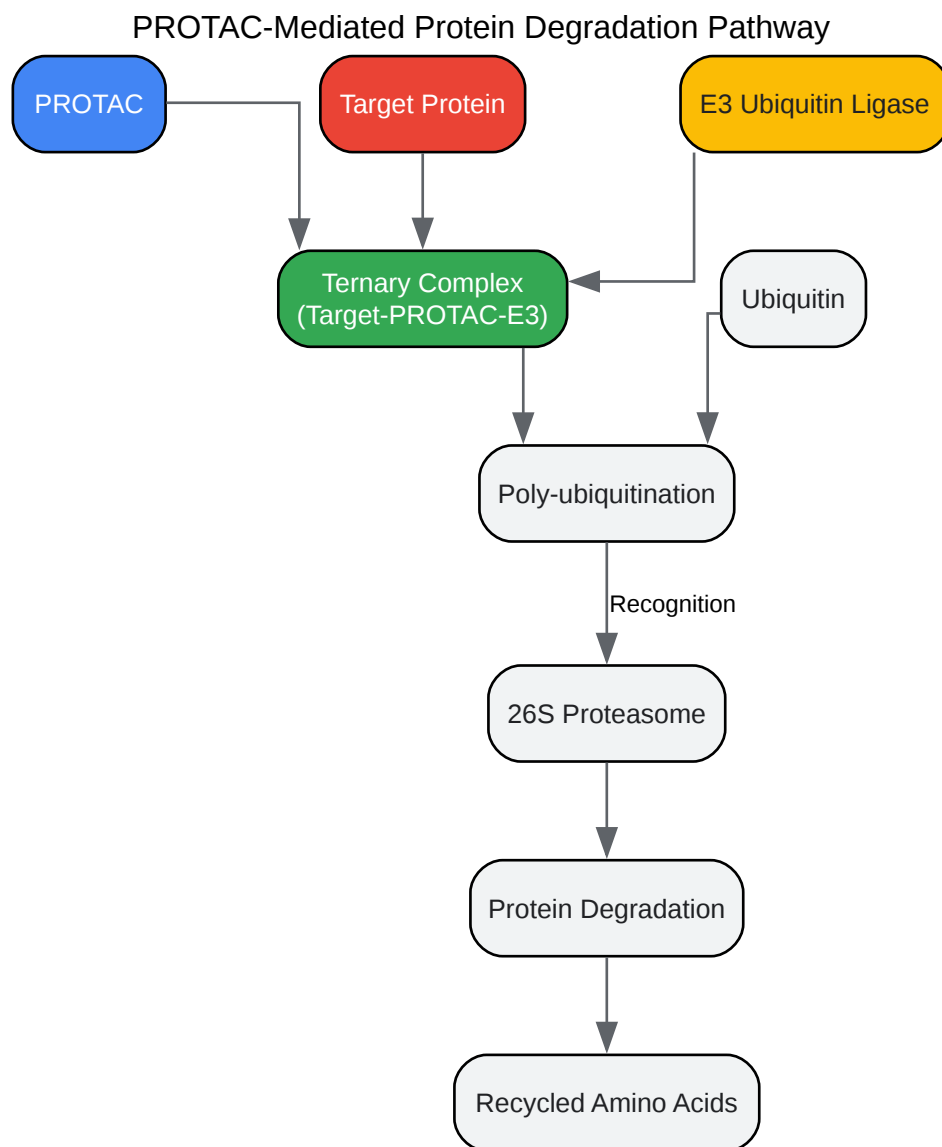 PROTAC-Mediated Protein Degradation Pathway
PROTAC
Target Protein
E3 Ubiquitin Ligase
Ternary Complex
(Target-PROTAC-E3)
Ubiquitin
Poly-ubiquitination
Recognition
26S Proteasome
Protein Degradation
Recycled Amino Acids